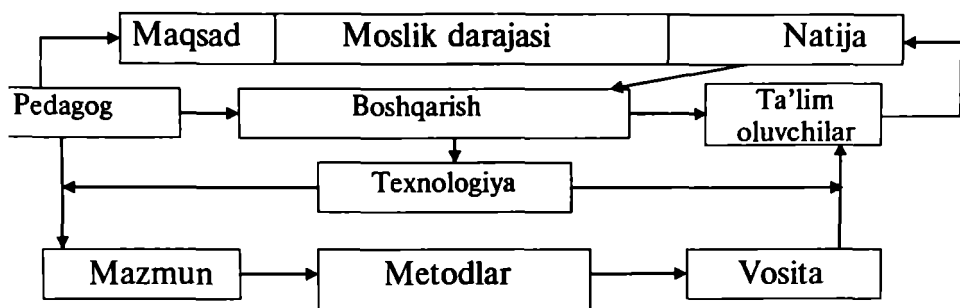 Maqsad
Moslik darajasi
Natija
Pedagog
Boshqarish
Ta’lim
oluvchilar
Texnologiya
Mazmun
Metodlar
Vosita